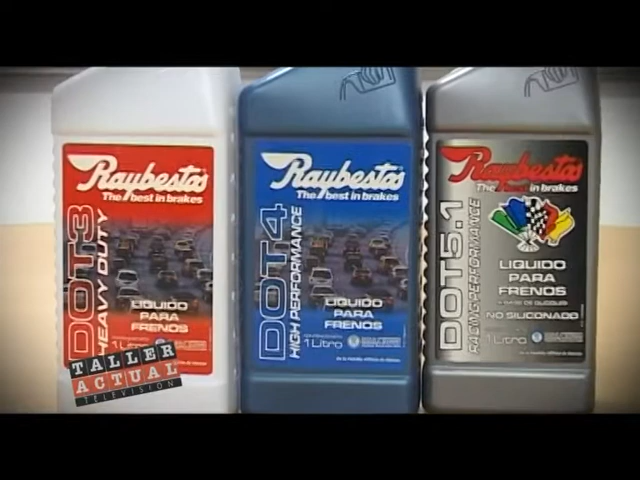 Raybestos
The best in brakes
DOT3
HEAVY DUTY
LIQUIDO
PARA
FRENOS
1 Litro
TALLER
ACTUAL
TELEVISION
Raybestos
The best in brakes
DOT4
HIGH PERFORMANCE
LIQUIDO
PARA
FRENOS
1 Litro
Raybestos
The best in brakes
DOT5.1
RACING PERFORMANCE
LIQUIDO
PARA
FRENOS
NO SILICONADO
1 Litro